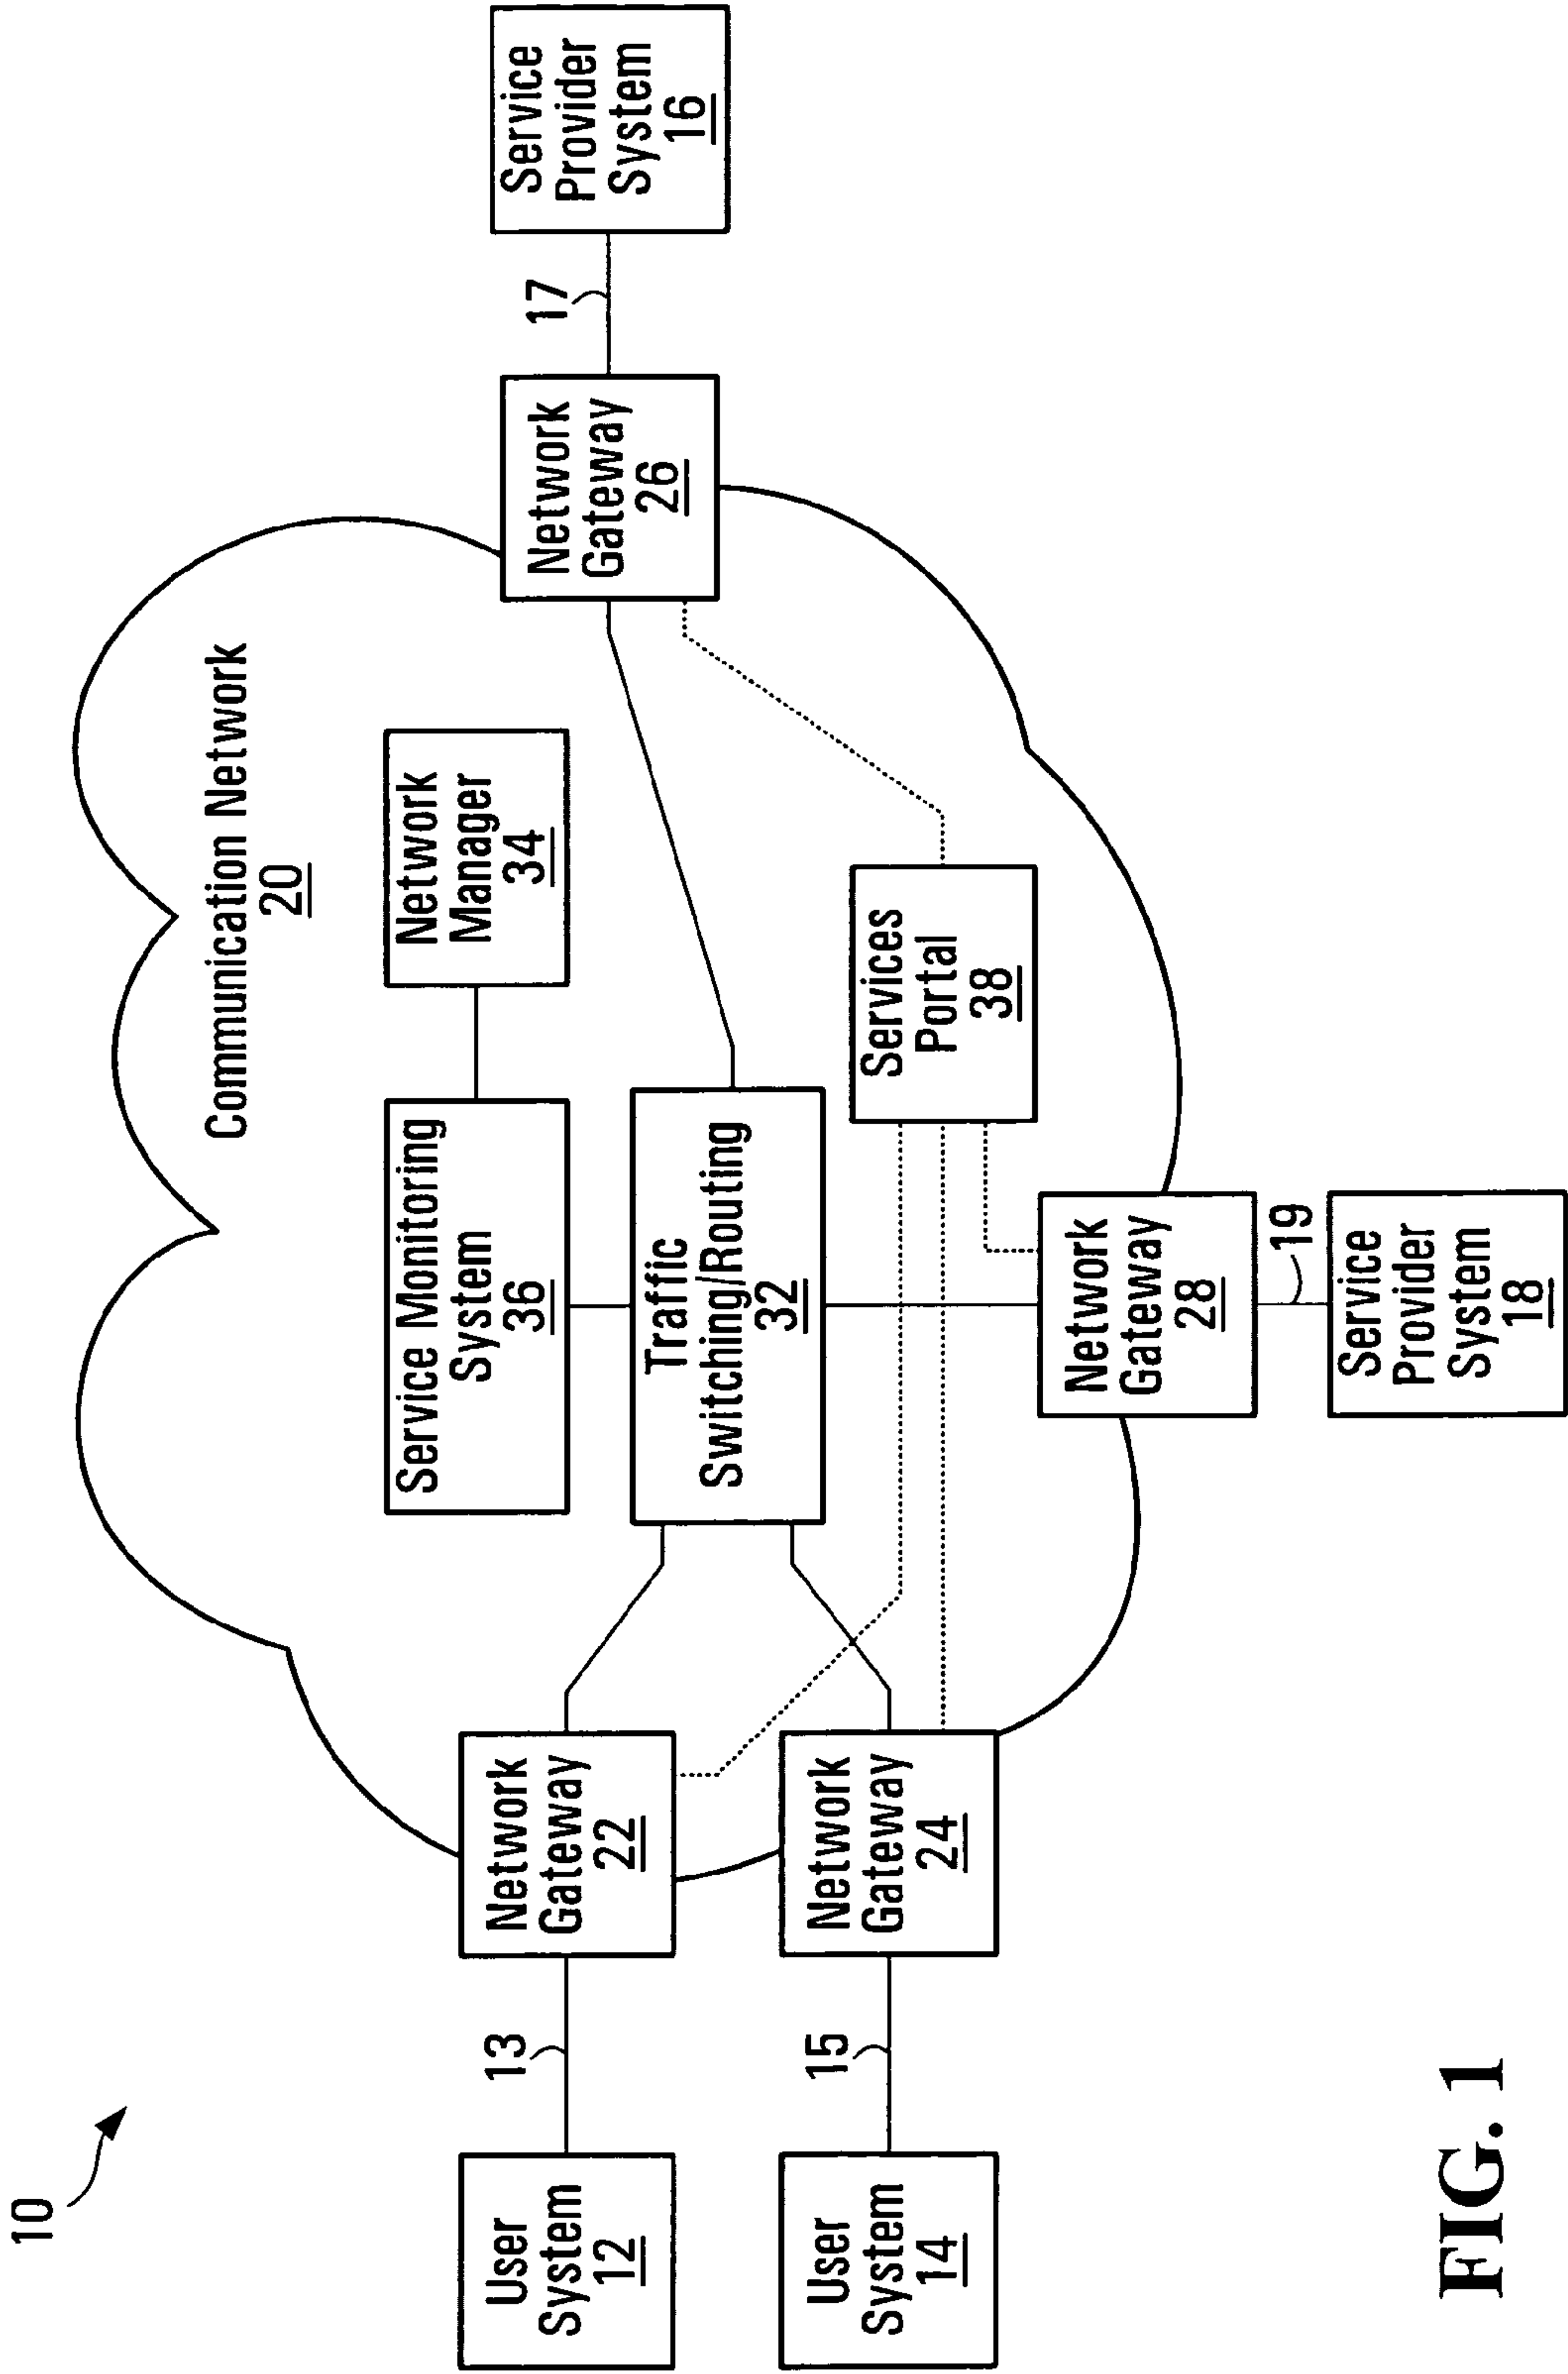 10
Communication Network
20
Service Monitoring
System
36
Network
Manager
34
User
System
12
13
Network
Gateway
22
Traffic
Switching/Routing
32
Network
Gateway
26
17
Service
Provider
System
16
User
System
14
15
Network
Gateway
24
Services
Portal
38
Network
Gateway
28
19
Service
Provider
System
18
FIG. 1